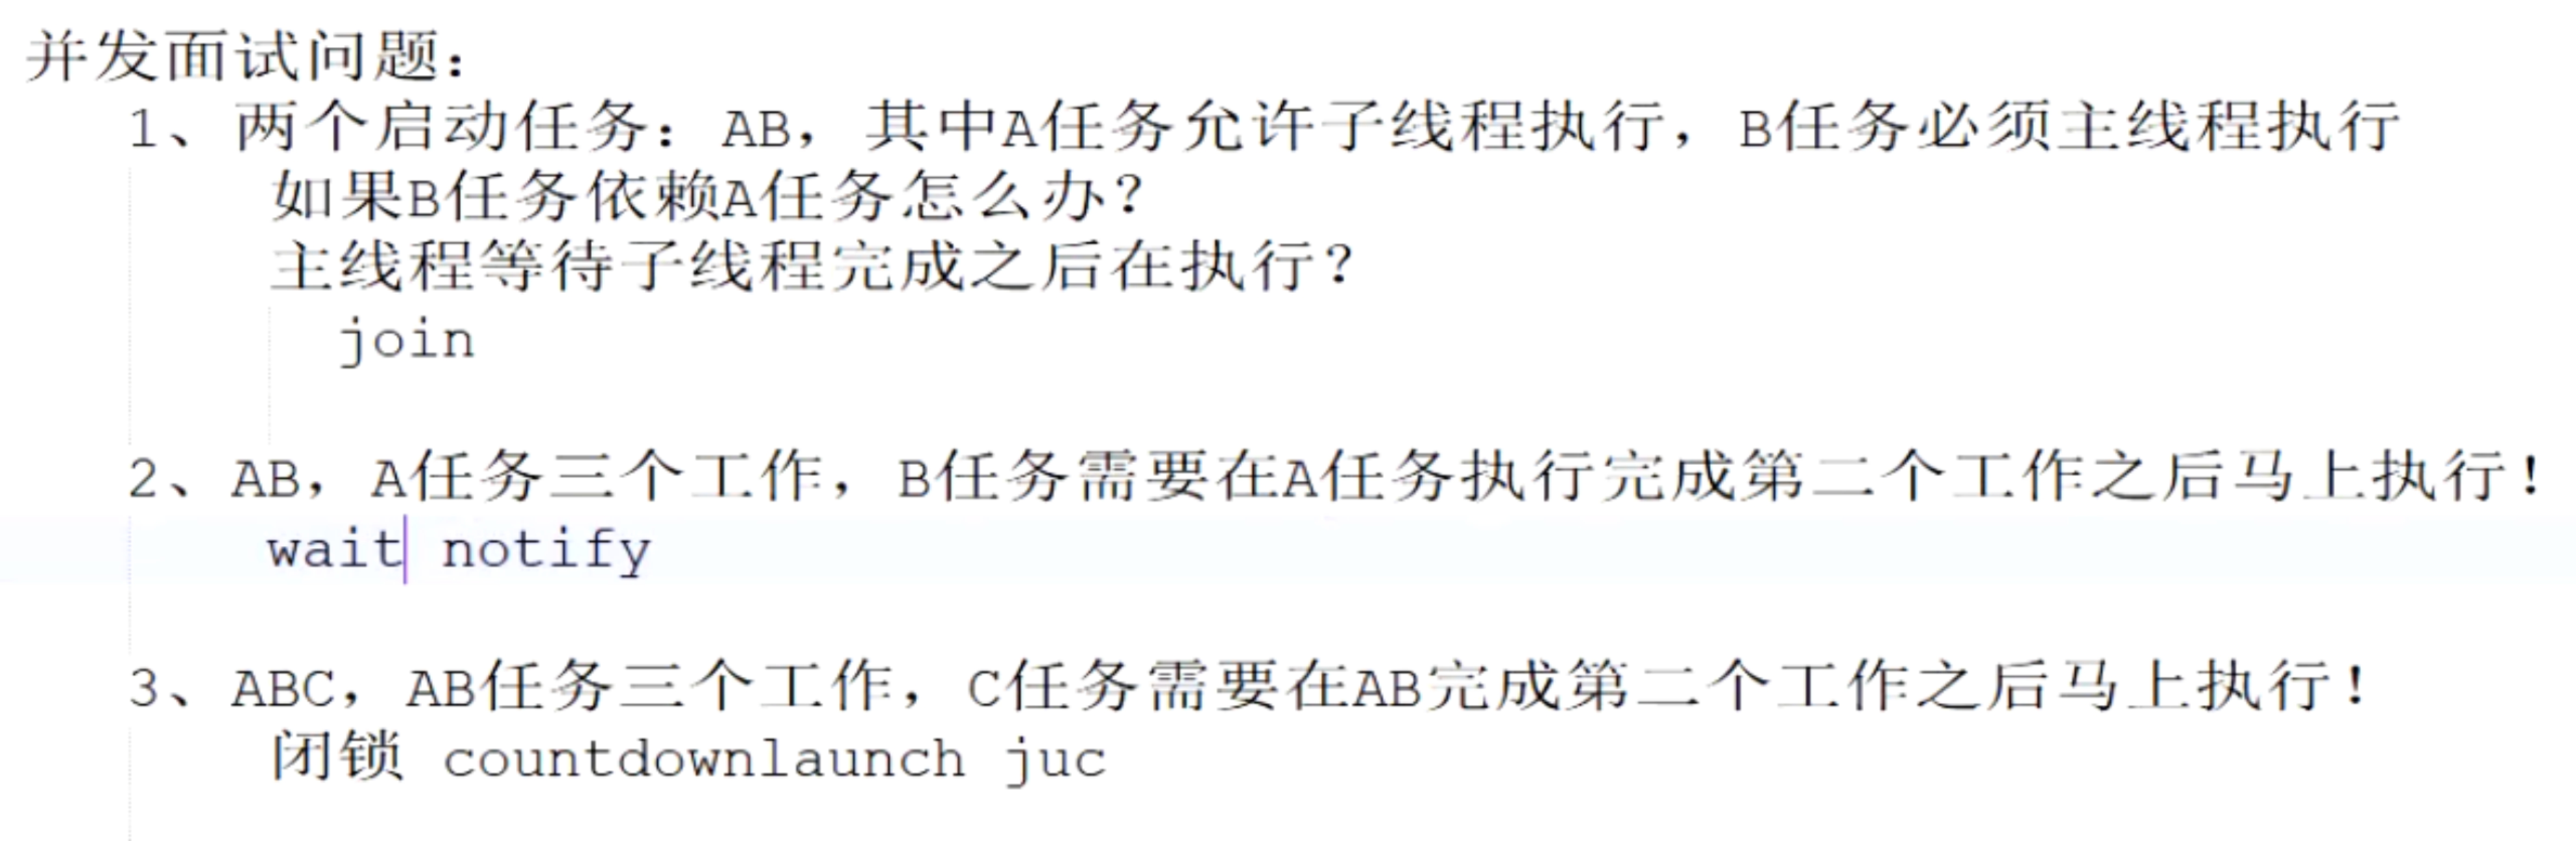 并发面试问题：
1、两个启动任务：AB，其中A任务允许子线程执行，B任务必须主线程执行
如果B任务依赖A任务怎么办？
主线程等待子线程完成之后在执行？
join
2、AB，A任务三个工作，B任务需要在A任务执行完成第二个工作之后马上执行！
wait notify
3、ABC，AB任务三个工作，C任务需要在AB完成第二个工作之后马上执行！
闭锁 countdownlaunch juc